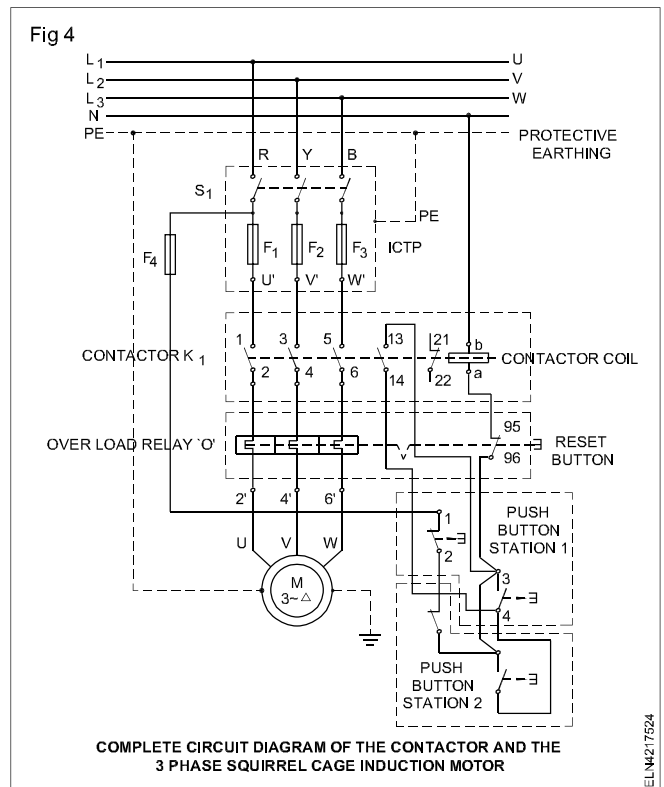 Fig 4
L1 U
L2 V
L3 W
N
PE PROTECTIVE EARTHING
R Y B
S1
PE
F4 F1 F2 F3 ICTP
U' V' W'
1 3 5 13 21 b
CONTACTOR K1 CONTACTOR COIL
2 4 6 14 22 a
95
OVER LOAD RELAY `O' RESET BUTTON
96
2' 4' 6'
1 PUSH BUTTON STATION 1
U V W 2
3
M
3~ △
4
PUSH BUTTON STATION 2
COMPLETE CIRCUIT DIAGRAM OF THE CONTACTOR AND THE
3 PHASE SQUIRREL CAGE INDUCTION MOTOR
ELN4217524